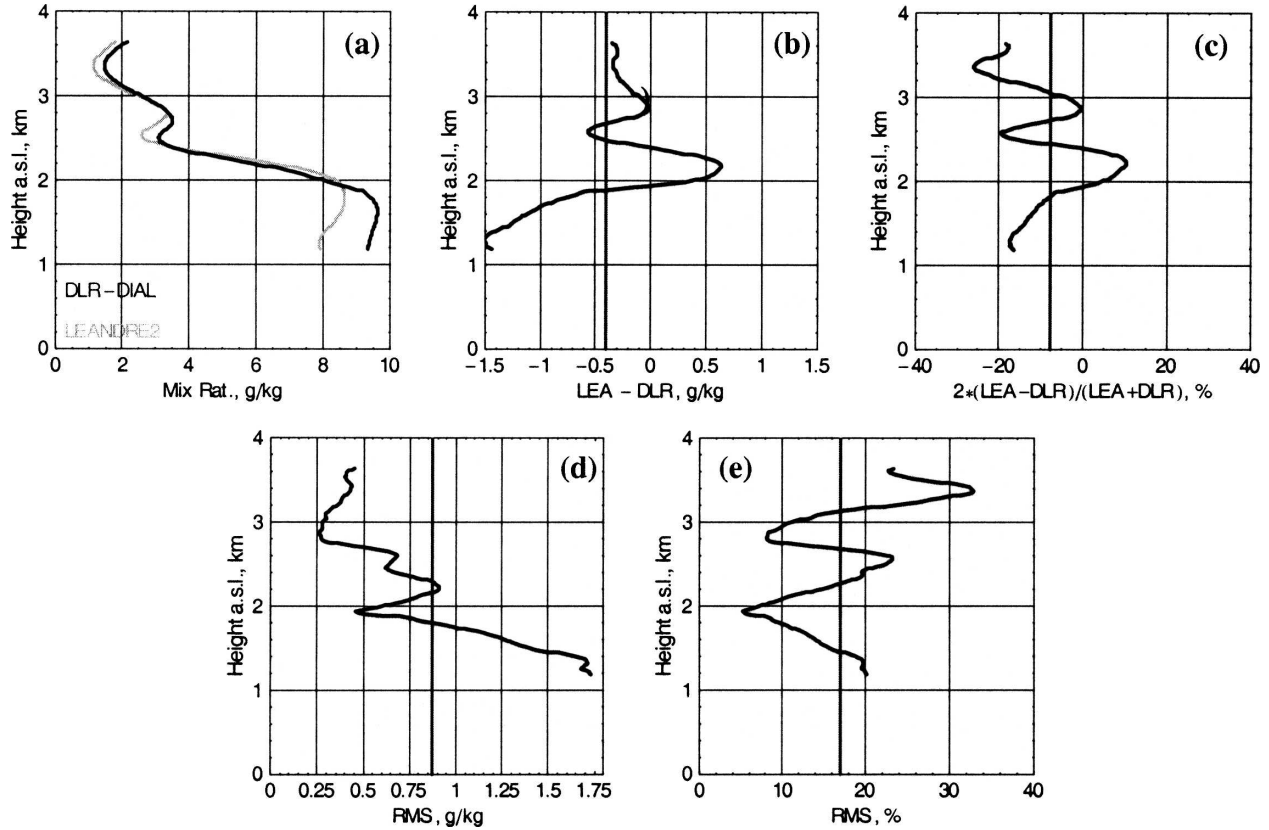 (a)
4
3
2
1
0
Height a.s.l., km
DLR-DIAL
LEANDRE2
0 2 4 6 8 10
Mix Rat., g/kg
(b)
4
3
2
1
0
Height a.s.l., km
-1.5 -1 -0.5 0 0.5 1 1.5
LEA - DLR, g/kg
(c)
4
3
2
1
0
Height a.s.l., km
-40 -20 0 20 40
2*(LEA-DLR)/(LEA+DLR), %
(d)
4
3
2
1
0
Height a.s.l., km
0 0.25 0.5 0.75 1 1.25 1.5 1.75
RMS, g/kg
(e)
4
3
2
1
0
Height a.s.l., km
0 10 20 30 40
RMS, %